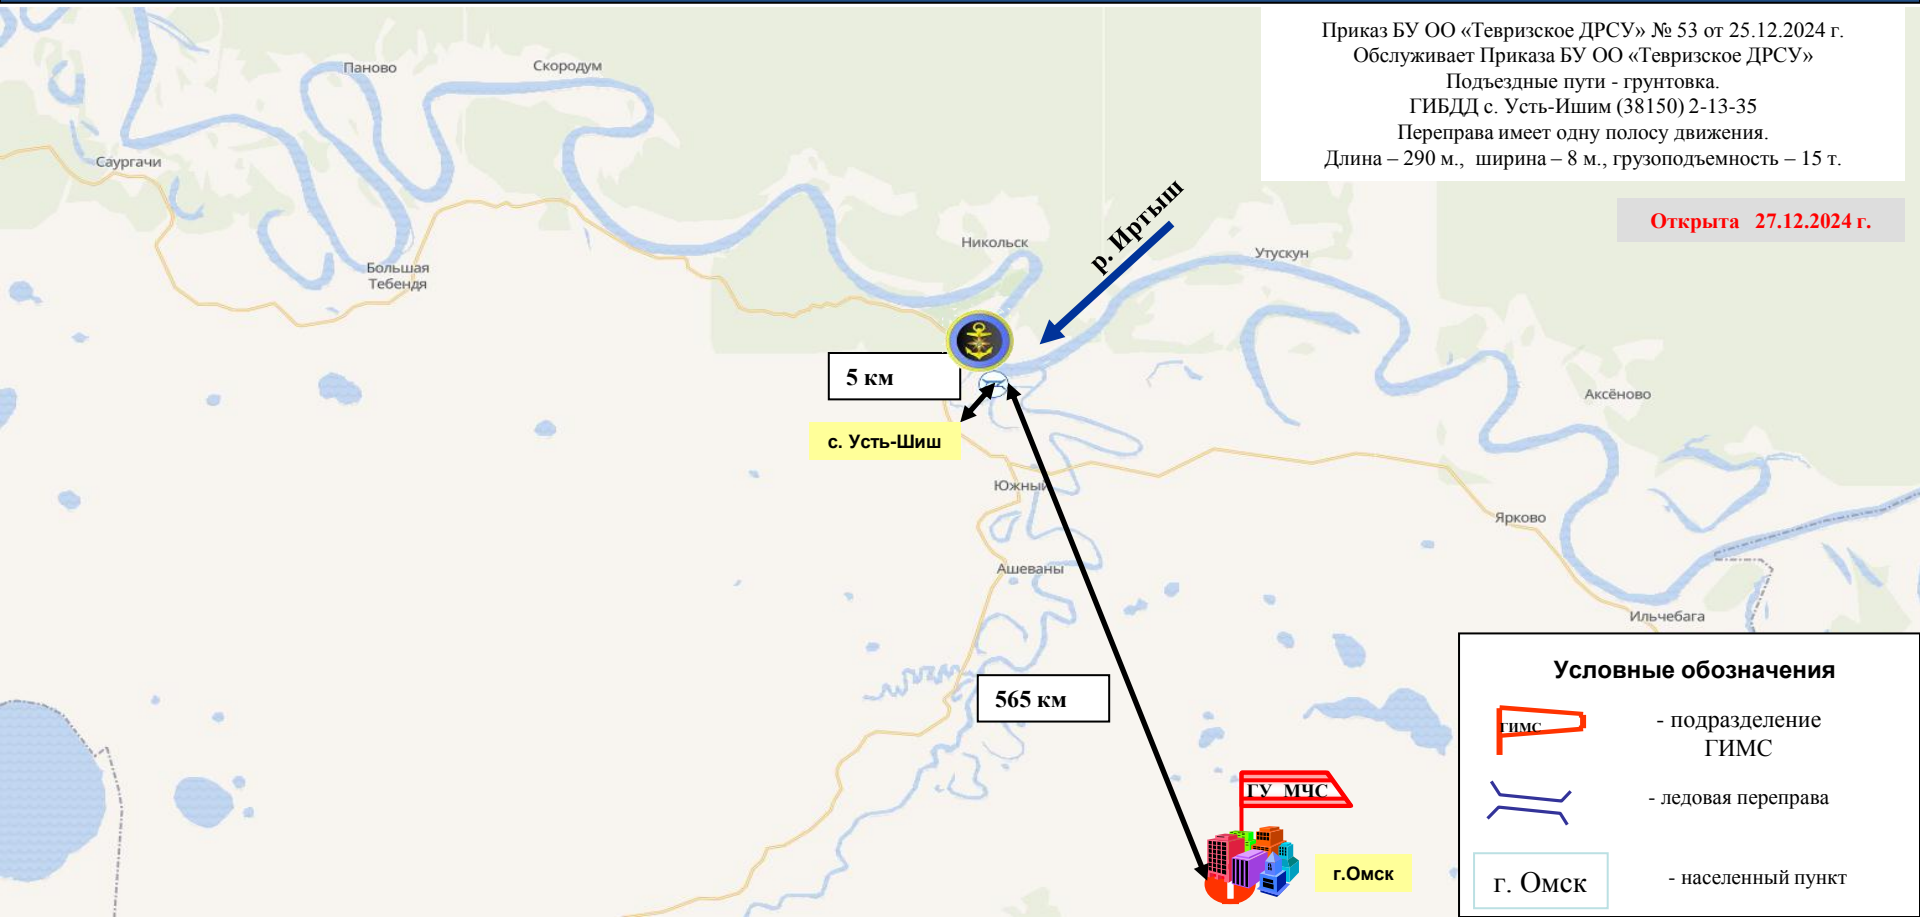 Приказ БУ ОО «Тевризское ДРСУ» № 53 от 25.12.2024 г.
Обслуживает Приказа БУ ОО «Тевризское ДРСУ»
Подъездные пути - грунтовка.
ГИБДД с. Усть-Ишим (38150) 2-13-35
Переправа имеет одну полосу движения.
Длина – 290 м., ширина – 8 м., грузоподъемность – 15 т.
Открыта 27.12.2024 г.
Паново
Скородум
Саургачи
Большая
Тебендя
Никольск
р. Иртыш
Утускун
5 км
с. Усть-Шиш
Аксёново
Южный
Ярково
Ашеваны
Ильчебага
565 км
ГУ МЧС
г.Омск
Условные обозначения
ГИМС
- подразделение
ГИМС
- ледовая переправа
г. Омск
- населенный пункт